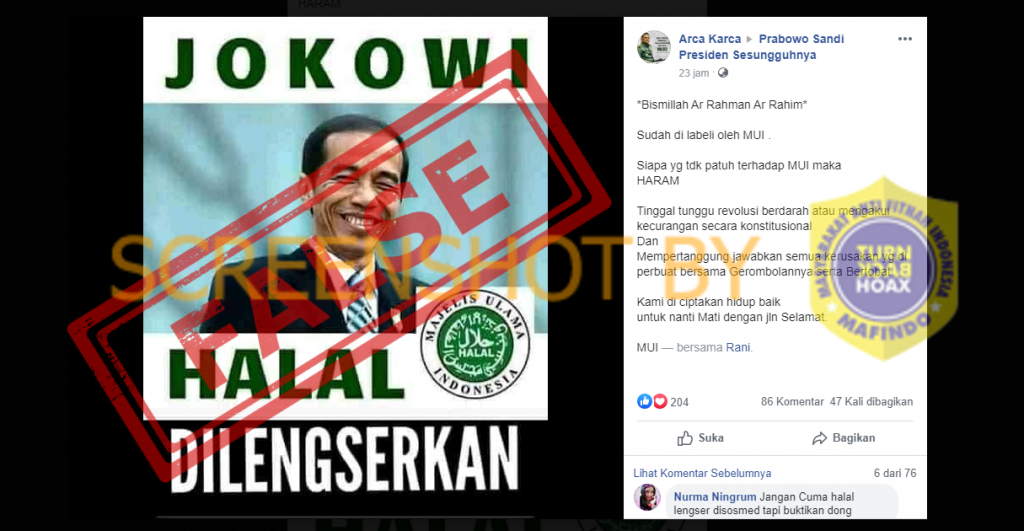 HARAM
JOKOWI
HALAL
MAJELIS ULAMA
حلال
HALAL
INDONESIA
DILENGSERKAN
FALSE
SCREENSHOT BY
MASYARAKAT ANTI FITNAH INDONESIA
TURN
BACK
HOAX
MAFINDO
Arca Karca ▸ Prabowo Sandi
Presiden Sesungguhnya
23 jam ·
*Bismillah Ar Rahman Ar Rahim*
Sudah di labeli oleh MUI .
Siapa yg tdk patuh terhadap MUI maka
HARAM
Tinggal tunggu revolusi berdarah atau mengakui
kecurangan secara konstitusional
Dan
Mempertanggung jawabkan semua kerusakan yg di
perbuat bersama Gerombolannya serta Bertobat.
Kami di ciptakan hidup baik
untuk nanti Mati dengan jln Selamat.
MUI — bersama Rani.
204
86 Komentar 47 Kali dibagikan
Suka Bagikan
Lihat Komentar Sebelumnya 6 dari 76
Nurma Ningrum Jangan Cuma halal
lengser disosmed tapi buktikan dong